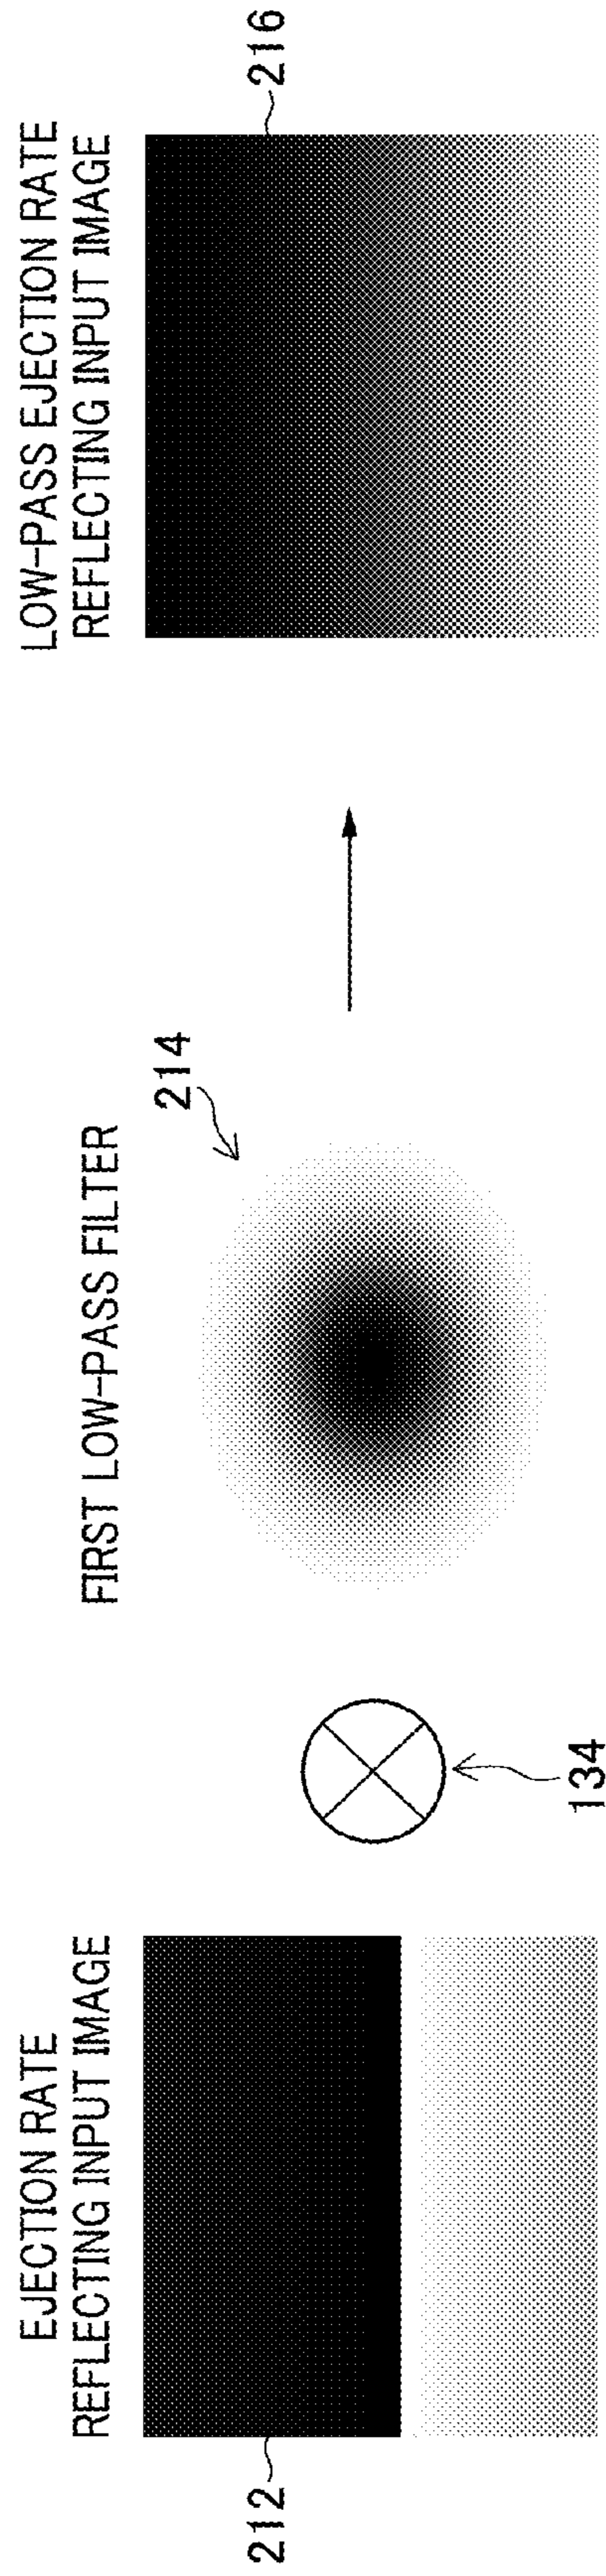 EJECTION RATE
REFLECTING INPUT IMAGE
212
134
FIRST LOW-PASS FILTER
214
LOW-PASS EJECTION RATE
REFLECTING INPUT IMAGE
216